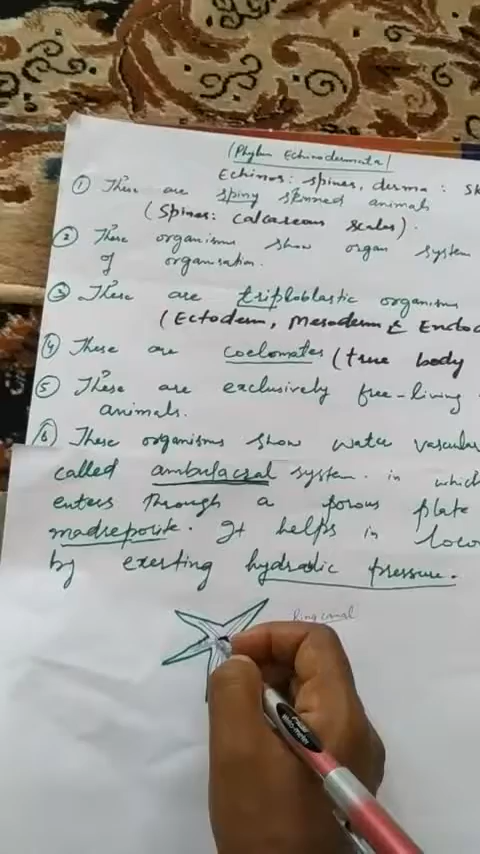 (Phylum Echinodermata)
Echinos: spines, derma: sk
① These are spiny skinned animals
(Spines: calcareous scales).
② These organisms show organ system
of organisation.
③ These are triploblastic organisms
(Ectoderm, Mesoderm & Endod
④ These are coelomates (true body
⑤ These are exclusively free-living
animals.
⑥ These organisms show water vascular
called ambulacral system. in which
enters through a porous plate
madreporite. It helps in loco
by exerting hydraulic pressure.
Ring canal